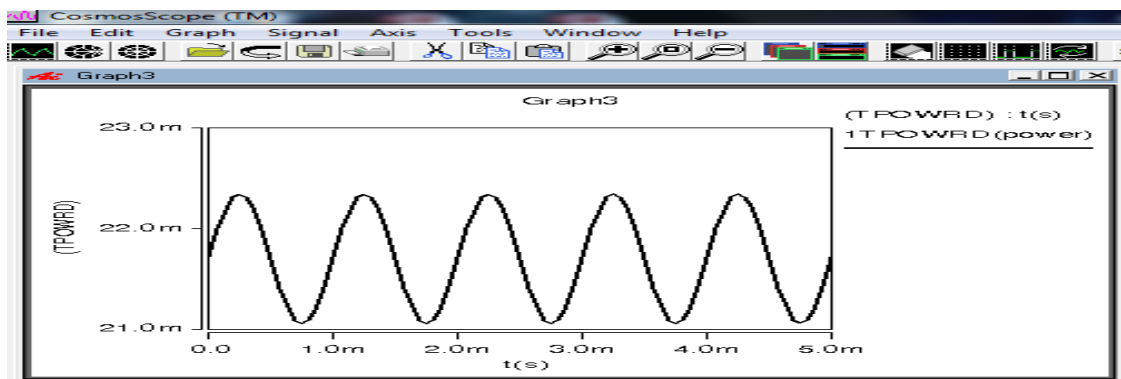 CosmosScope (TM)
File Edit Graph Signal Axis Tools Window Help
Graph3
Graph3
(TPOWRD) : t(s)
1TPOWRD(power)
23.0m
22.0m
21.0m
(TPOWRD)
0.0 1.0m 2.0m 3.0m 4.0m 5.0m
t(s)